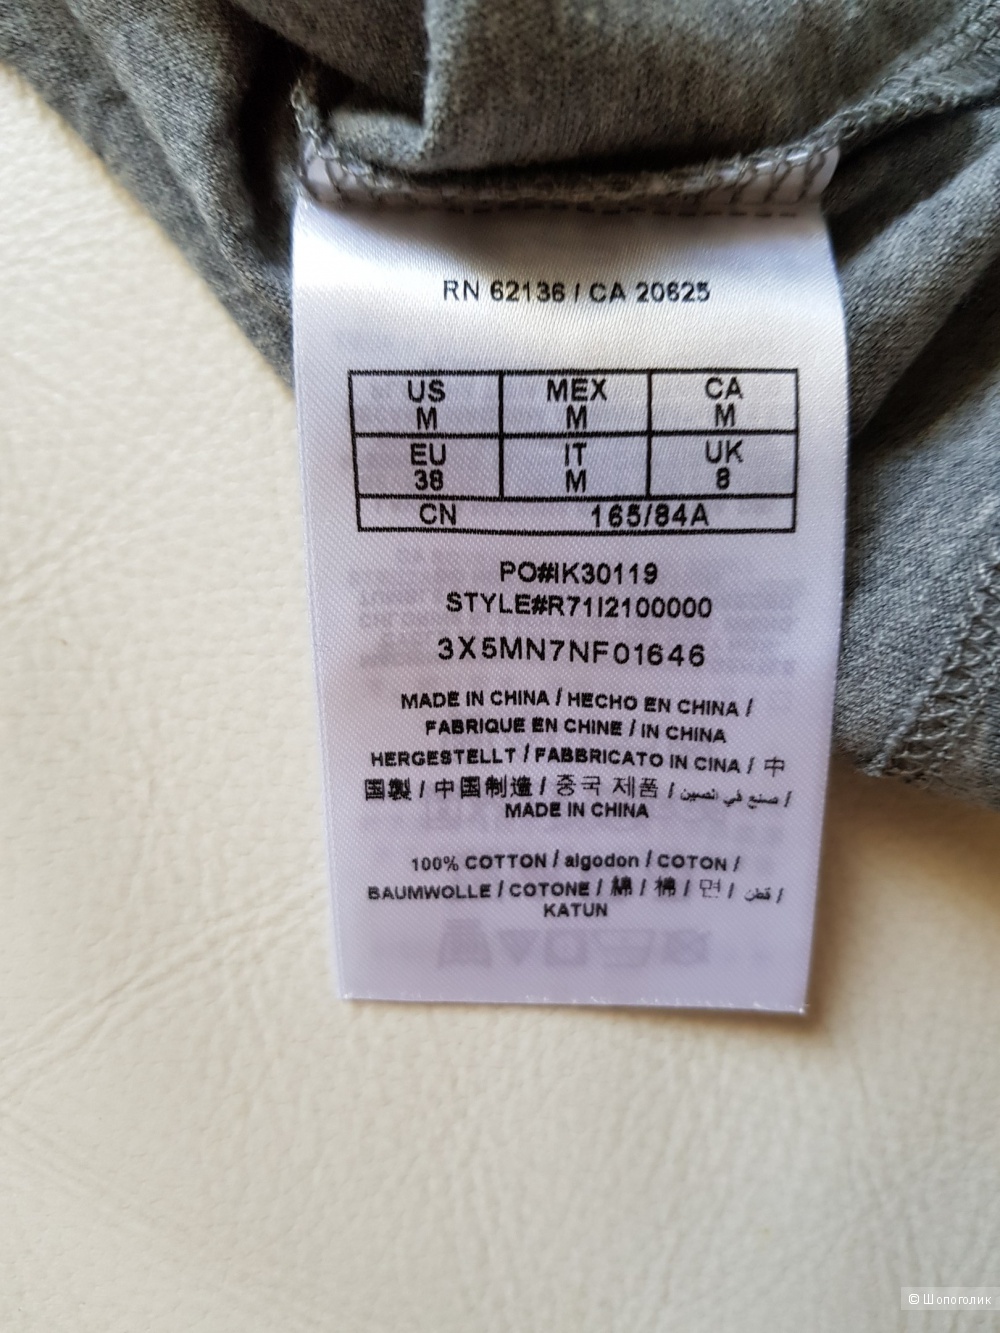 RN 62136 / CA 20625
US MEX CA
M M M
EU IT UK
38 M 8
CN 165/84A
PO#IK30119
STYLE#R71I2100000
3X5MN7NF01646
MADE IN CHINA / HECHO EN CHINA /
FABRIQUE EN CHINE / IN CHINA
HERGESTELLT / FABBRICATO IN CINA / 中
国製 / 中国制造 / 중국 제품 / صنع في الصين /
MADE IN CHINA
100% COTTON / algodon / COTON /
BAUMWOLLE / COTONE / 綿 / 棉 / 면 / قطن /
KATUN
© Шопоголик